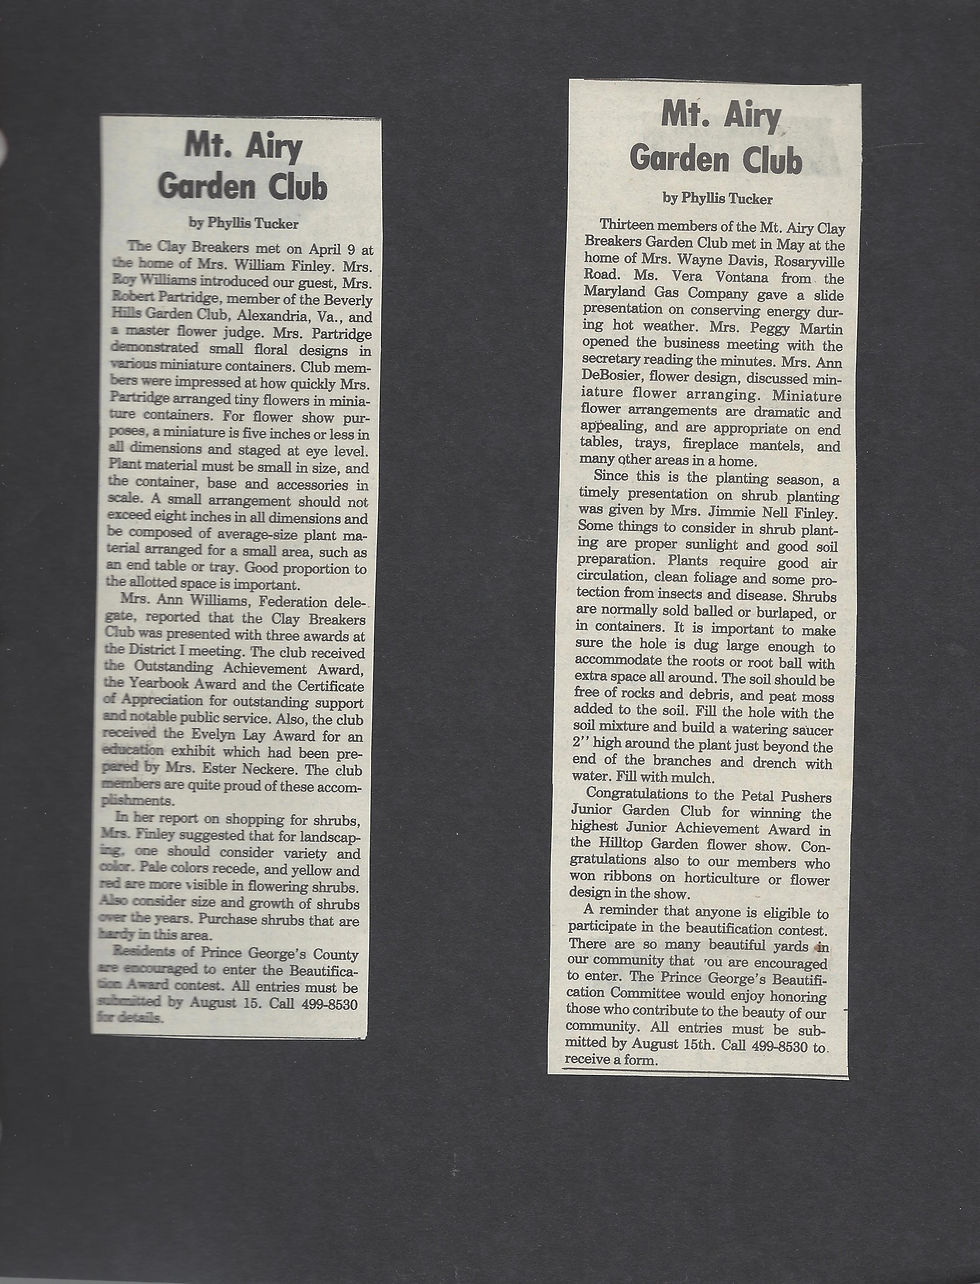 Mt. Airy
Garden Club
by Phyllis Tucker
The Clay Breakers met on April 9 at
the home of Mrs. William Finley. Mrs.
Roy Williams introduced our guest, Mrs.
Robert Partridge, member of the Beverly
Hills Garden Club, Alexandria, Va., and
a master flower judge. Mrs. Partridge
demonstrated small floral designs in
various miniature containers. Club mem-
bers were impressed at how quickly Mrs.
Partridge arranged tiny flowers in minia-
ture containers. For flower show pur-
poses, a miniature is five inches or less in
all dimensions and staged at eye level.
Plant material must be small in size, and
the container, base and accessories in
scale. A small arrangement should not
exceed eight inches in all dimensions and
be composed of average-size plant ma-
terial arranged for a small area, such as
an end table or tray. Good proportion to
the allotted space is important.
Mrs. Ann Williams, Federation dele-
gate, reported that the Clay Breakers
Club was presented with three awards at
the District I meeting. The club received
the Outstanding Achievement Award,
the Yearbook Award and the Certificate
of Appreciation for outstanding support
and notable public service. Also, the club
received the Evelyn Lay Award for an
education exhibit which had been pre-
pared by Mrs. Ester Neckere. The club
members are quite proud of these accom-
plishments.
In her report on shopping for shrubs,
Mrs. Finley suggested that for landscap-
ing, one should consider variety and
color. Pale colors recede, and yellow and
red are more visible in flowering shrubs.
Also consider size and growth of shrubs
over the years. Purchase shrubs that are
hardy in this area.
Residents of Prince George's County
are encouraged to enter the Beautifica-
tion Award contest. All entries must be
submitted by August 15. Call 499-8530
for details.
Mt. Airy
Garden Club
by Phyllis Tucker
Thirteen members of the Mt. Airy Clay
Breakers Garden Club met in May at the
home of Mrs. Wayne Davis, Rosaryville
Road. Ms. Vera Vontana from the
Maryland Gas Company gave a slide
presentation on conserving energy dur-
ing hot weather. Mrs. Peggy Martin
opened the business meeting with the
secretary reading the minutes. Mrs. Ann
DeBosier, flower design, discussed min-
iature flower arranging. Miniature
flower arrangements are dramatic and
appealing, and are appropriate on end
tables, trays, fireplace mantels, and
many other areas in a home.
Since this is the planting season, a
timely presentation on shrub planting
was given by Mrs. Jimmie Nell Finley.
Some things to consider in shrub plant-
ing are proper sunlight and good soil
preparation. Plants require good air
circulation, clean foliage and some pro-
tection from insects and disease. Shrubs
are normally sold balled or burlaped, or
in containers. It is important to make
sure the hole is dug large enough to
accommodate the roots or root ball with
extra space all around. The soil should be
free of rocks and debris, and peat moss
added to the soil. Fill the hole with the
soil mixture and build a watering saucer
2" high around the plant just beyond the
end of the branches and drench with
water. Fill with mulch.
Congratulations to the Petal Pushers
Junior Garden Club for winning the
highest Junior Achievement Award in
the Hilltop Garden flower show. Con-
gratulations also to our members who
won ribbons on horticulture or flower
design in the show.
A reminder that anyone is eligible to
participate in the beautification contest.
There are so many beautiful yards in
our community that you are encouraged
to enter. The Prince George's Beautifi-
cation Committee would enjoy honoring
those who contribute to the beauty of our
community. All entries must be sub-
mitted by August 15th. Call 499-8530 to
receive a form.